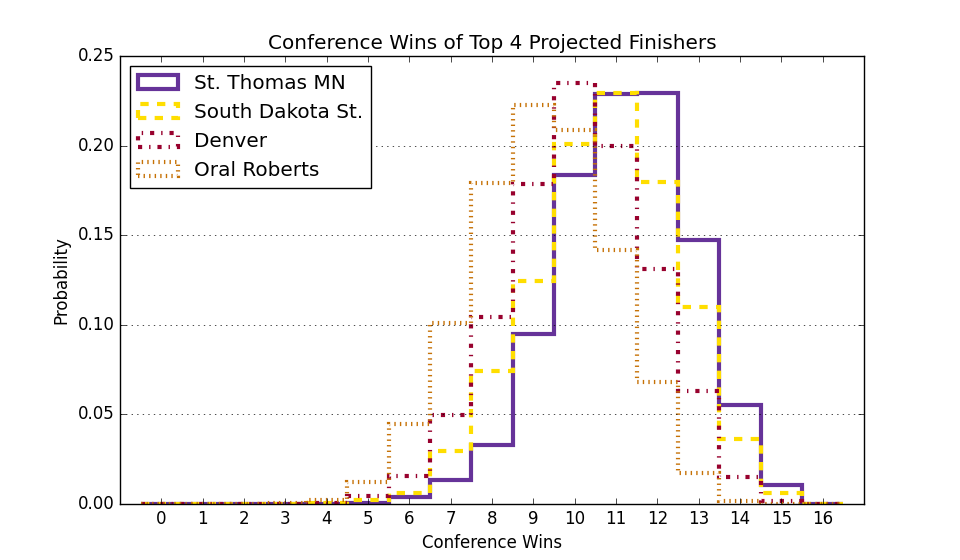 Conference Wins of Top 4 Projected Finishers
0.25
0.20
0.15
0.10
0.05
0.00
Probability
St. Thomas MN
South Dakota St.
Denver
Oral Roberts
0 1 2 3 4 5 6 7 8 9 10 11 12 13 14 15 16
Conference Wins